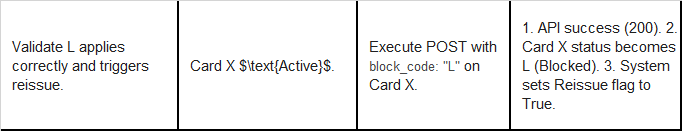 Validate L applies
correctly and triggers
reissue.
Card X $\text{Active}$.
Execute POST with
block_code: "L" on
Card X.
1. API success (200). 2.
Card X status becomes
L (Blocked). 3. System
sets Reissue flag to
True.